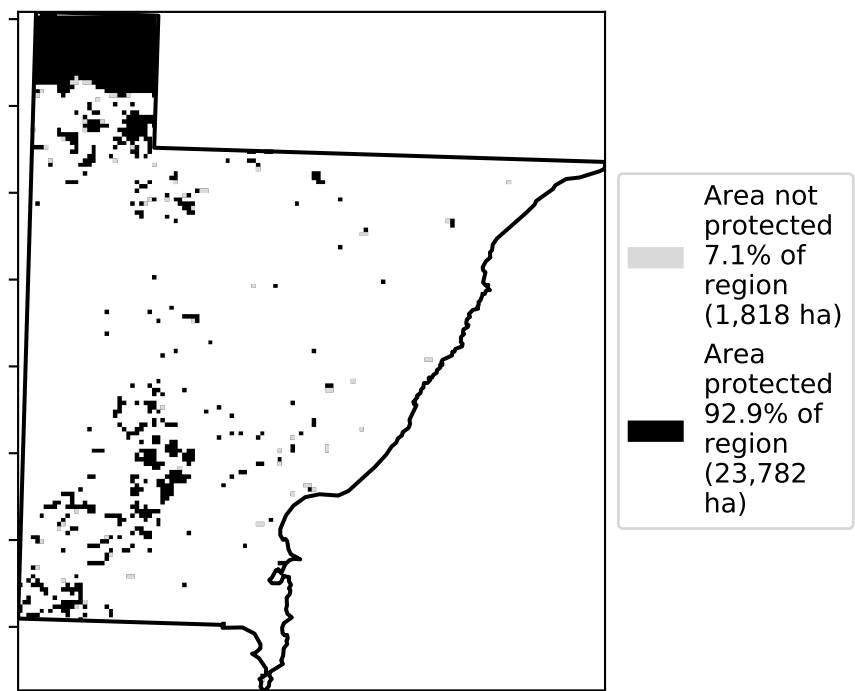 Area not
protected
7.1% of
region
(1,818 ha)
Area
protected
92.9% of
region
(23,782
ha)